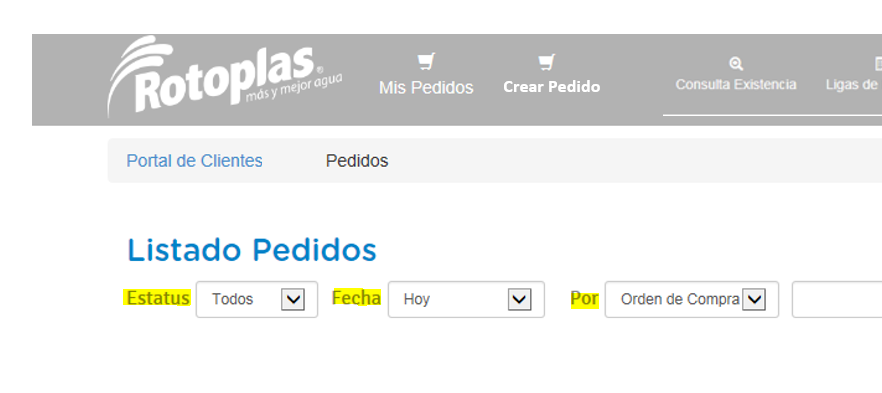 Rotoplas
más y mejor agua
Mis Pedidos
Crear Pedido
Consulta Existencia
Ligas de
Portal de Clientes
Pedidos
Listado Pedidos
Estatus Todos Fecha Hoy Por Orden de Compra